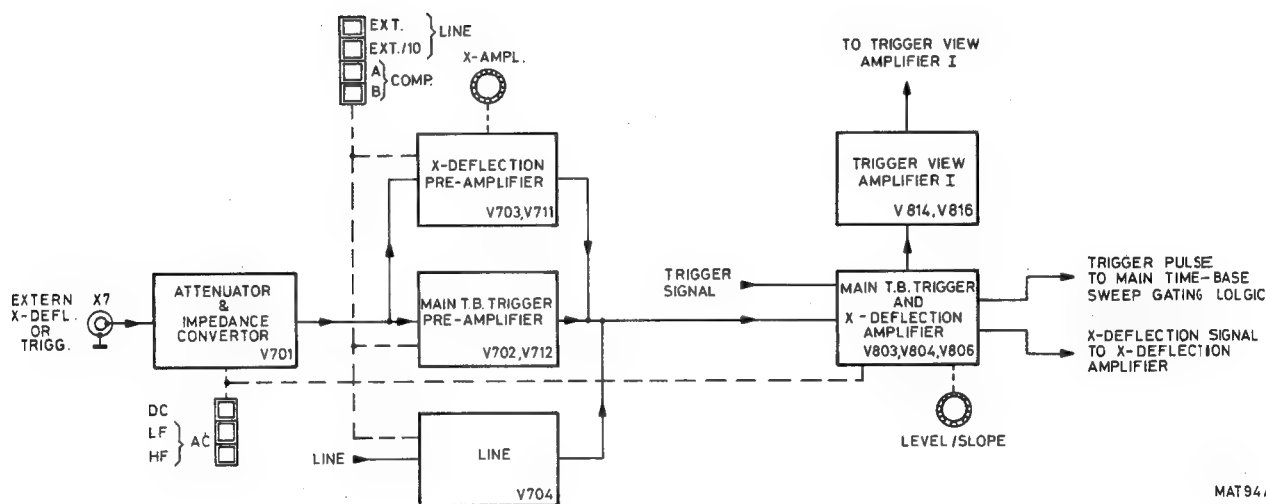 EXT.
EXT./10
LINE
A
B
COMP.
X-AMPL.
TO TRIGGER VIEW
AMPLIFIER I
X-DEFLECTION
PRE-AMPLIFIER
V703,V711
TRIGGER VIEW
AMPLIFIER I
V814,V816
EXTERN
X-DEFL.
OR
TRIGG.
X7
ATTENUATOR
&
IMPEDANCE
CONVERTOR
V701
MAIN T.B. TRIGGER
PRE-AMPLIFIER
V702,V712
TRIGGER
SIGNAL
MAIN T.B. TRIGGER
AND
X-DEFLECTION
AMPLIFIER
V803,V804,V806
TRIGGER PULSE
TO MAIN TIME-BASE
SWEEP GATING LOLGIC
X-DEFLECTION SIGNAL
TO X-DEFLECTION
AMPLIFIER
DC
LF
HF
AC
LINE
LINE
V704
LEVEL/SLOPE